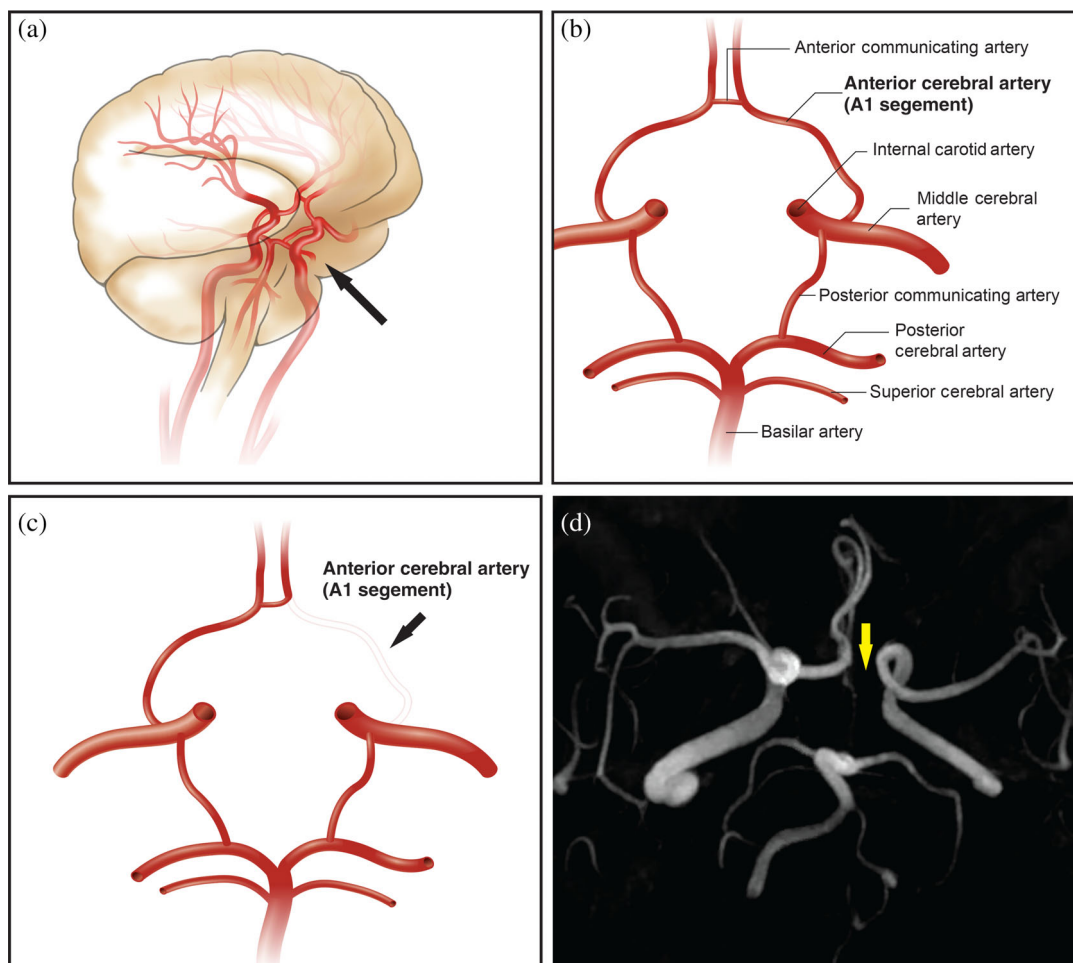 (a)
(b)
Anterior communicating artery
Anterior cerebral artery
(A1 segement)
Internal carotid artery
Middle cerebral
artery
Posterior communicating artery
Posterior
cerebral artery
Superior cerebral artery
Basilar artery
(c)
Anterior cerebral artery
(A1 segement)
(d)